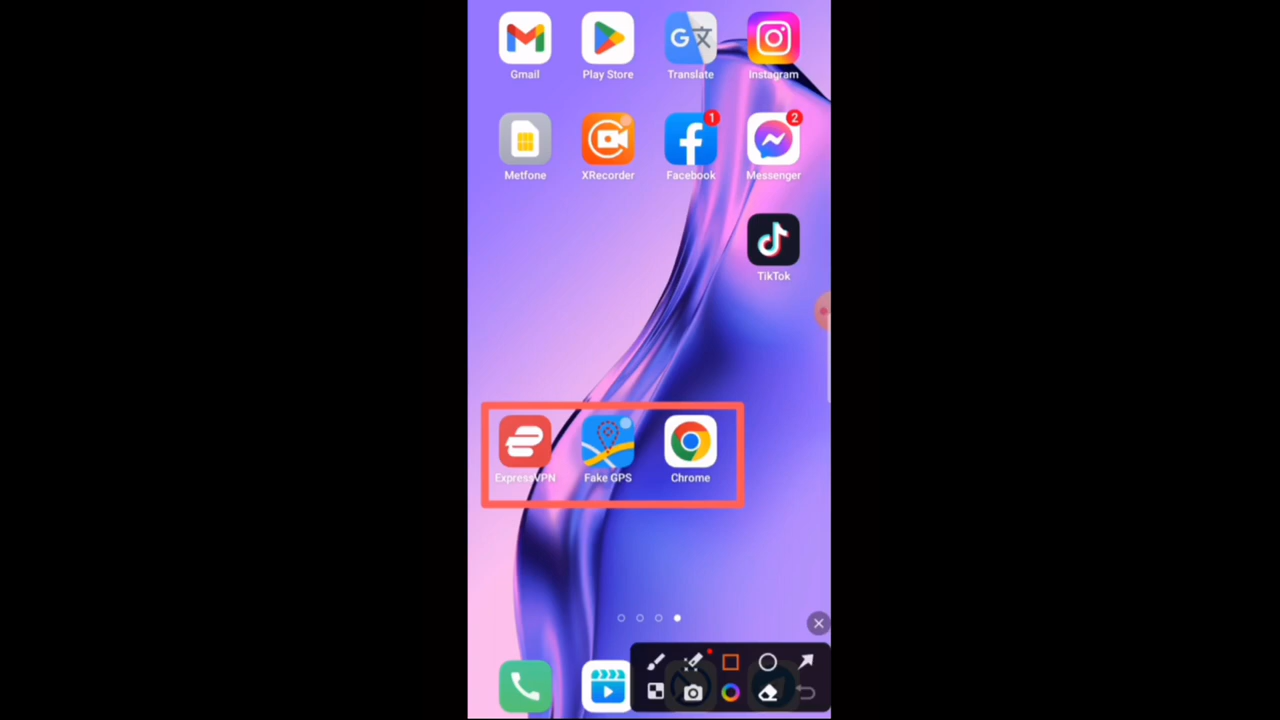 Gmail
Play Store
Translate
Instagram
Metfone
XRecorder
1
Facebook
2
Messenger
TikTok
ExpressVPN
Fake GPS
Chrome